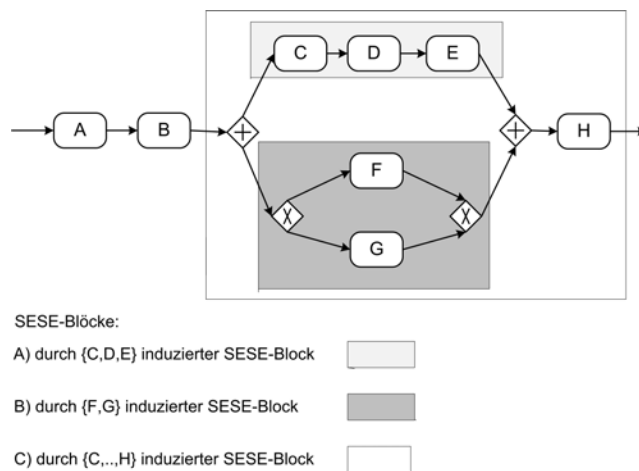 C D E
A B H
F
G
SESE-Blöcke:
A) durch {C,D,E} induzierter SESE-Block
B) durch {F,G} induzierter SESE-Block
C) durch {C,..,H} induzierter SESE-Block